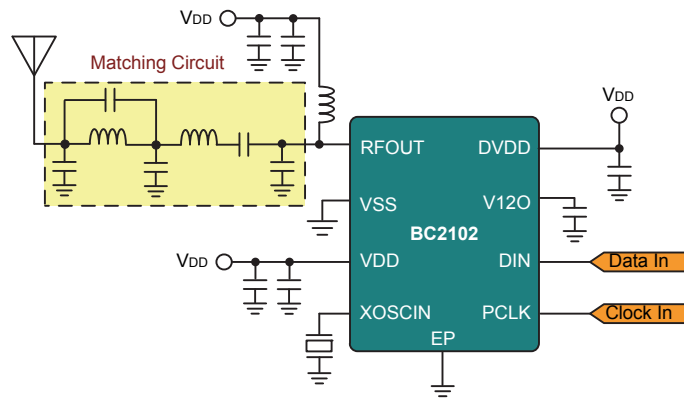 VDD
Matching Circuit
VDD
RFOUT
DVDD
VSS
V12O
BC2102
VDD
VDD
DIN
Data In
XOSCIN
PCLK
Clock In
EP